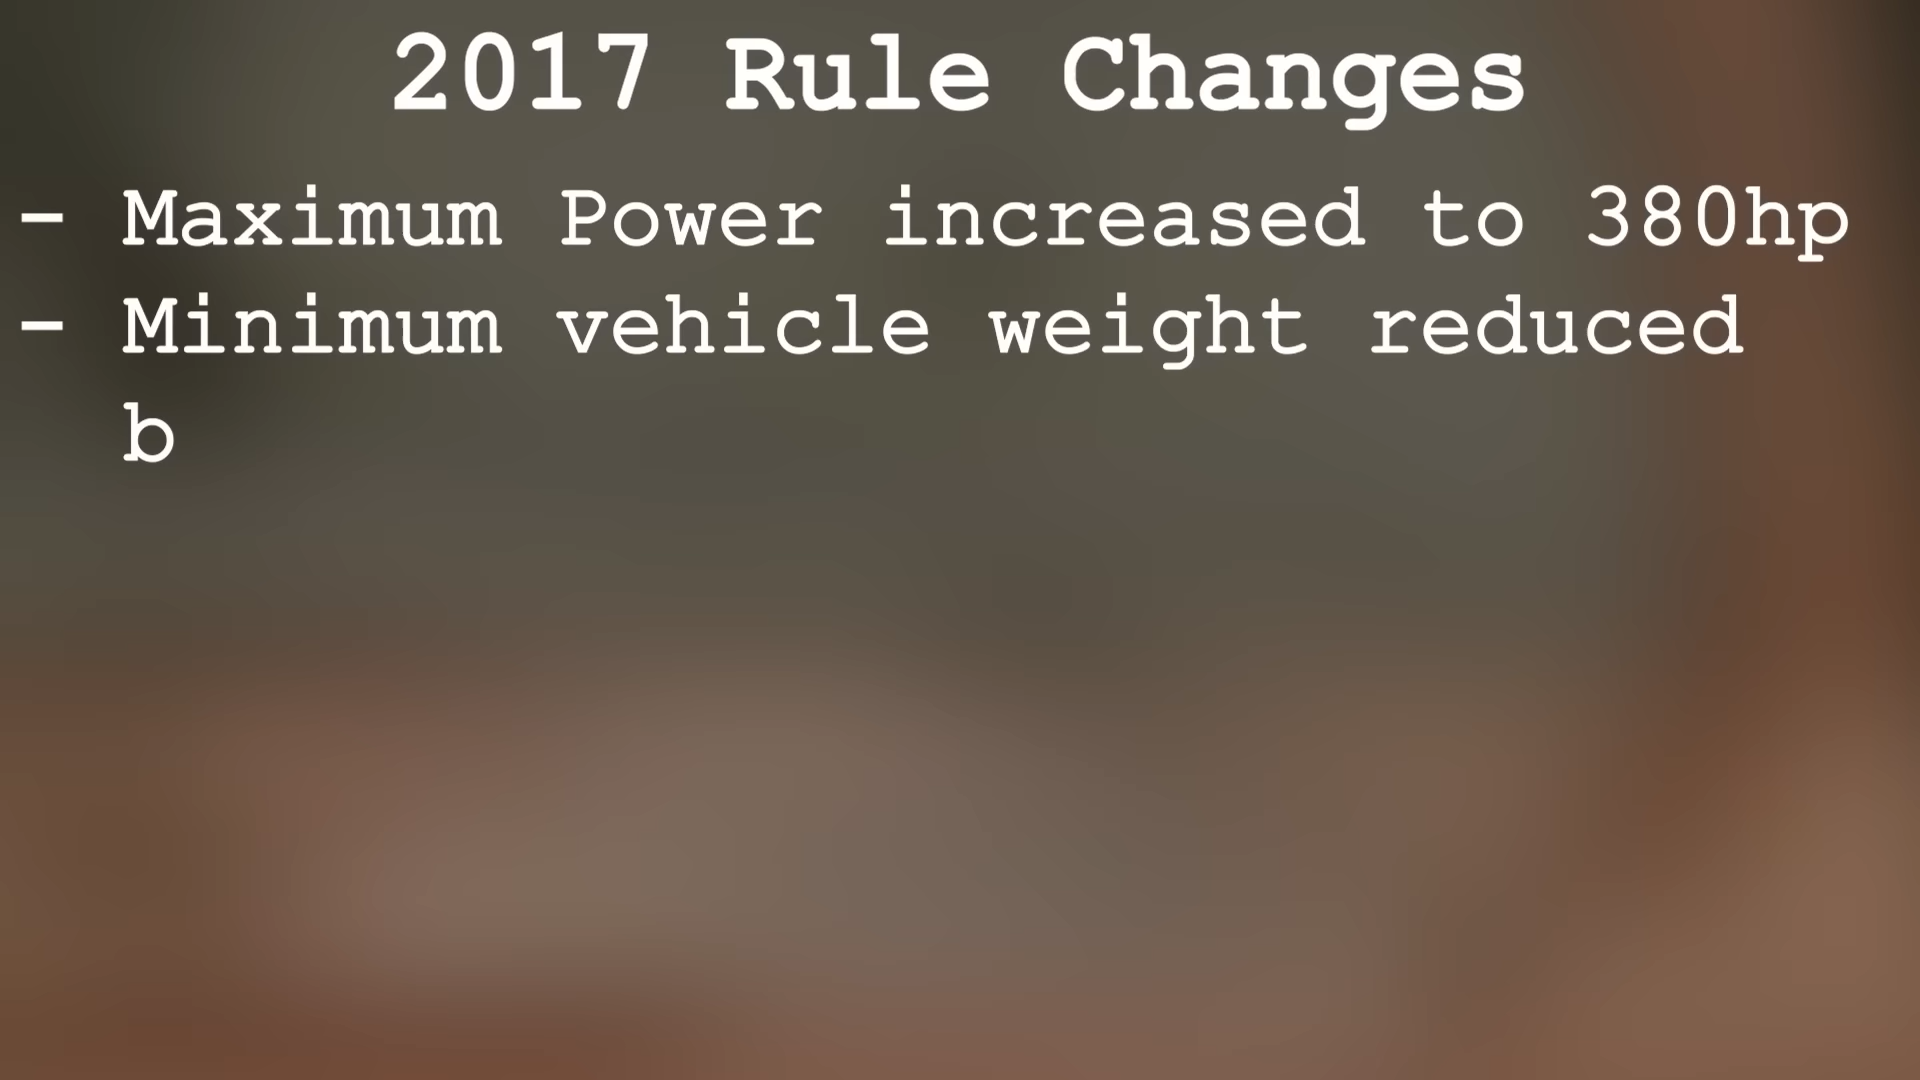 2017 Rule Changes
- Maximum Power increased to 380hp
- Minimum vehicle weight reduced
b